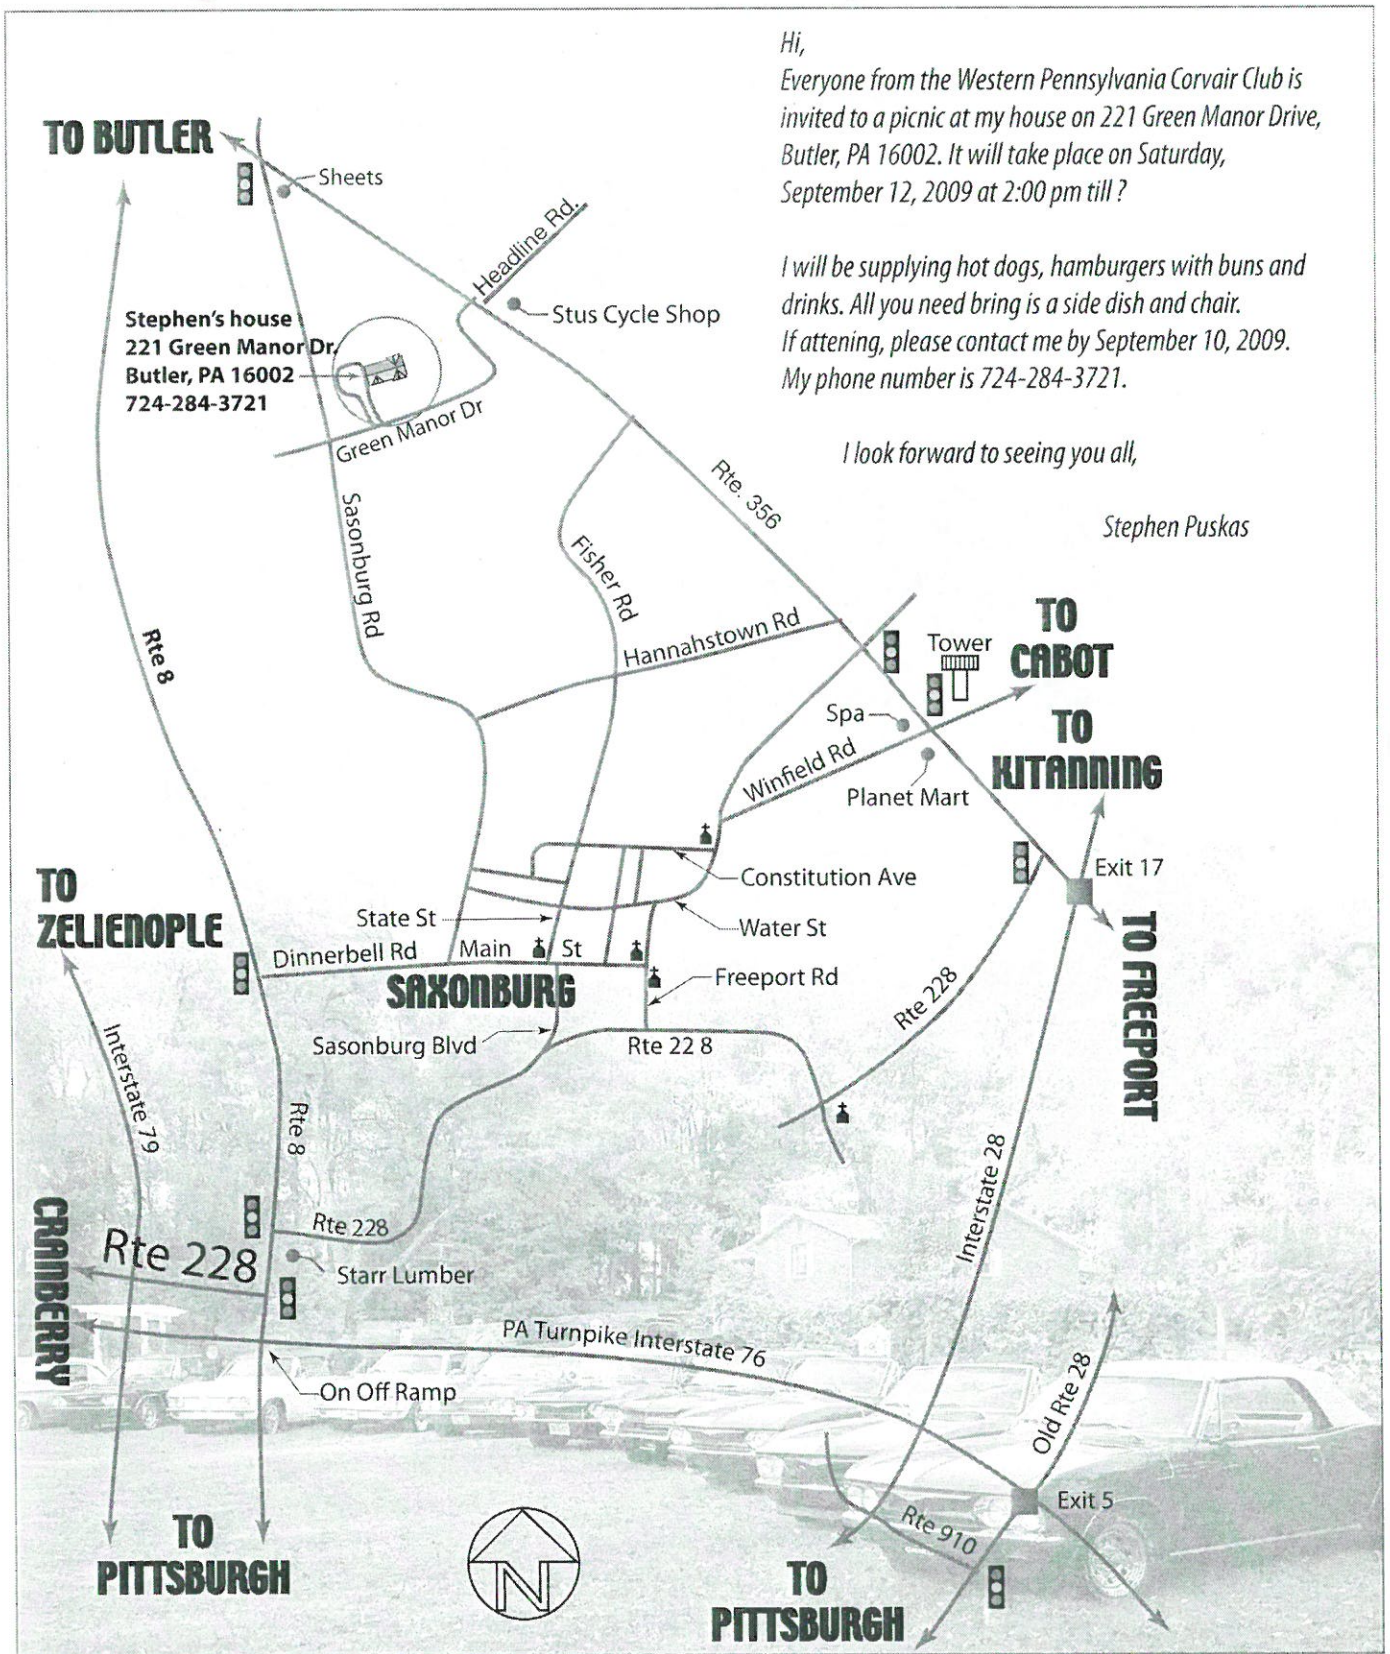 Hi,
Everyone from the Western Pennsylvania Corvair Club is
invited to a picnic at my house on 221 Green Manor Drive,
Butler, PA 16002. It will take place on Saturday,
September 12, 2009 at 2:00 pm till ?
I will be supplying hot dogs, hamburgers with buns and
drinks. All you need bring is a side dish and chair.
If attening, please contact me by September 10, 2009.
My phone number is 724-284-3721.
I look forward to seeing you all,
Stephen Puskas
TO BUTLER
Sheets
Headline Rd.
Stus Cycle Shop
Stephen's house
221 Green Manor Dr.
Butler, PA 16002
724-284-3721
Green Manor Dr
Rte. 356
Sasonburg Rd
Fisher Rd
Hannahstown Rd
Rte 8
Tower
TO
CABOT
Spa
Winfield Rd
TO
KITANNING
Planet Mart
Exit 17
Constitution Ave
TO
ZELIENOPLE
State St
Water St
Dinnerbell Rd
Main
St
SAXONBURG
Freeport Rd
TO FREEPORT
Rte 228
Sasonburg Blvd
Rte 22 8
Interstate 79
Rte 8
Interstate 28
CRANBERRY
Rte 228
Rte 228
Starr Lumber
PA Turnpike Interstate 76
On Off Ramp
Old Rte 28
Exit 5
Rte 910
TO
PITTSBURGH
N
TO
PITTSBURGH